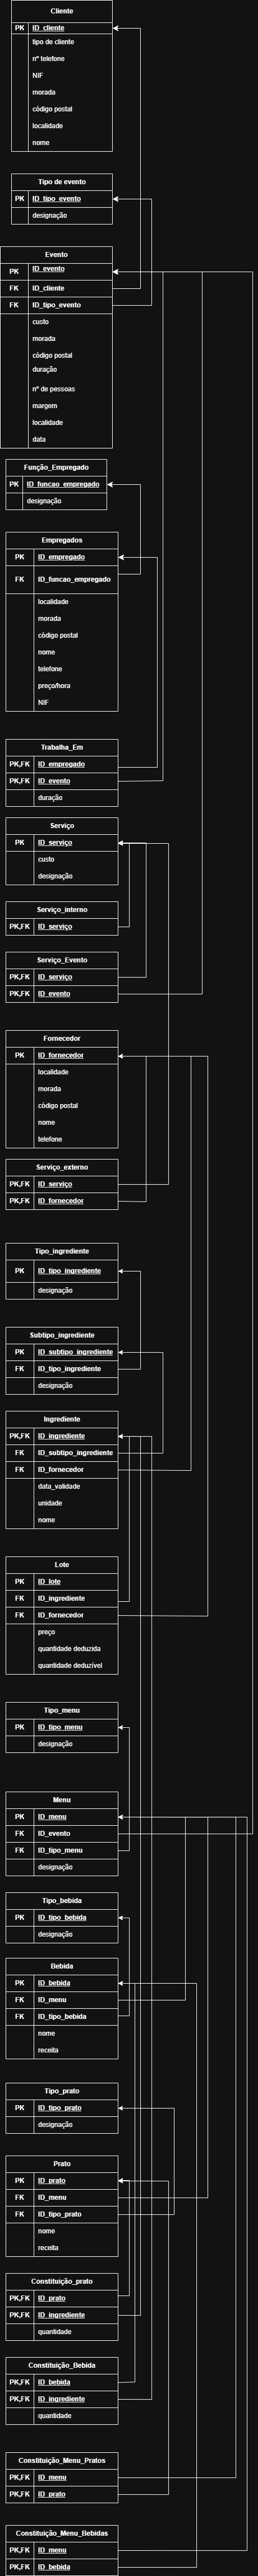 Cliente
PK ID_cliente
tipo de cliente
nº telefone
NIF
morada
código postal
localidade
nome
Tipo de evento
PK ID_tipo_evento
designação
Evento
PK ID_evento
FK ID_cliente
FK ID_tipo_evento
custo
morada
código postal
duração
nº de pessoas
margem
localidade
data
Função_Empregado
PK ID_funcao_empregado
designação
Empregados
PK ID_empregado
FK ID_funcao_empregado
localidade
morada
código postal
nome
telefone
preço/hora
NIF
Trabalha_Em
PK,FK ID_empregado
PK,FK ID_evento
duração
Serviço
PK ID_serviço
custo
designação
Serviço_interno
PK,FK ID_serviço
Serviço_Evento
PK,FK ID_serviço
PK,FK ID_evento
Fornecedor
PK ID_fornecedor
localidade
morada
código postal
nome
telefone
Serviço_externo
PK,FK ID_serviço
PK,FK ID_fornecedor
Tipo_ingrediente
PK ID_tipo_ingrediente
designação
Subtipo_ingrediente
PK ID_subtipo_ingrediente
FK ID_tipo_ingrediente
designação
Ingrediente
PK,FK ID_ingrediente
FK ID_subtipo_ingrediente
FK ID_fornecedor
data_validade
unidade
nome
Lote
PK ID_lote
FK ID_ingrediente
FK ID_fornecedor
preço
quantidade deduzida
quantidade deduzível
Tipo_menu
PK ID_tipo_menu
designação
Menu
PK ID_menu
FK ID_evento
FK ID_tipo_menu
designação
Tipo_bebida
PK ID_tipo_bebida
designação
Bebida
PK ID_bebida
FK ID_menu
FK ID_tipo_bebida
nome
receita
Tipo_prato
PK ID_tipo_prato
designação
Prato
PK ID_prato
FK ID_menu
FK ID_tipo_prato
nome
receita
Constituição_prato
PK,FK ID_prato
PK,FK ID_ingrediente
quantidade
Constituição_Bebida
PK,FK ID_bebida
PK,FK ID_ingrediente
quantidade
Constituição_Menu_Pratos
PK,FK ID_menu
PK,FK ID_prato
Constituição_Menu_Bebidas
PK,FK ID_menu
PK,FK ID_bebida